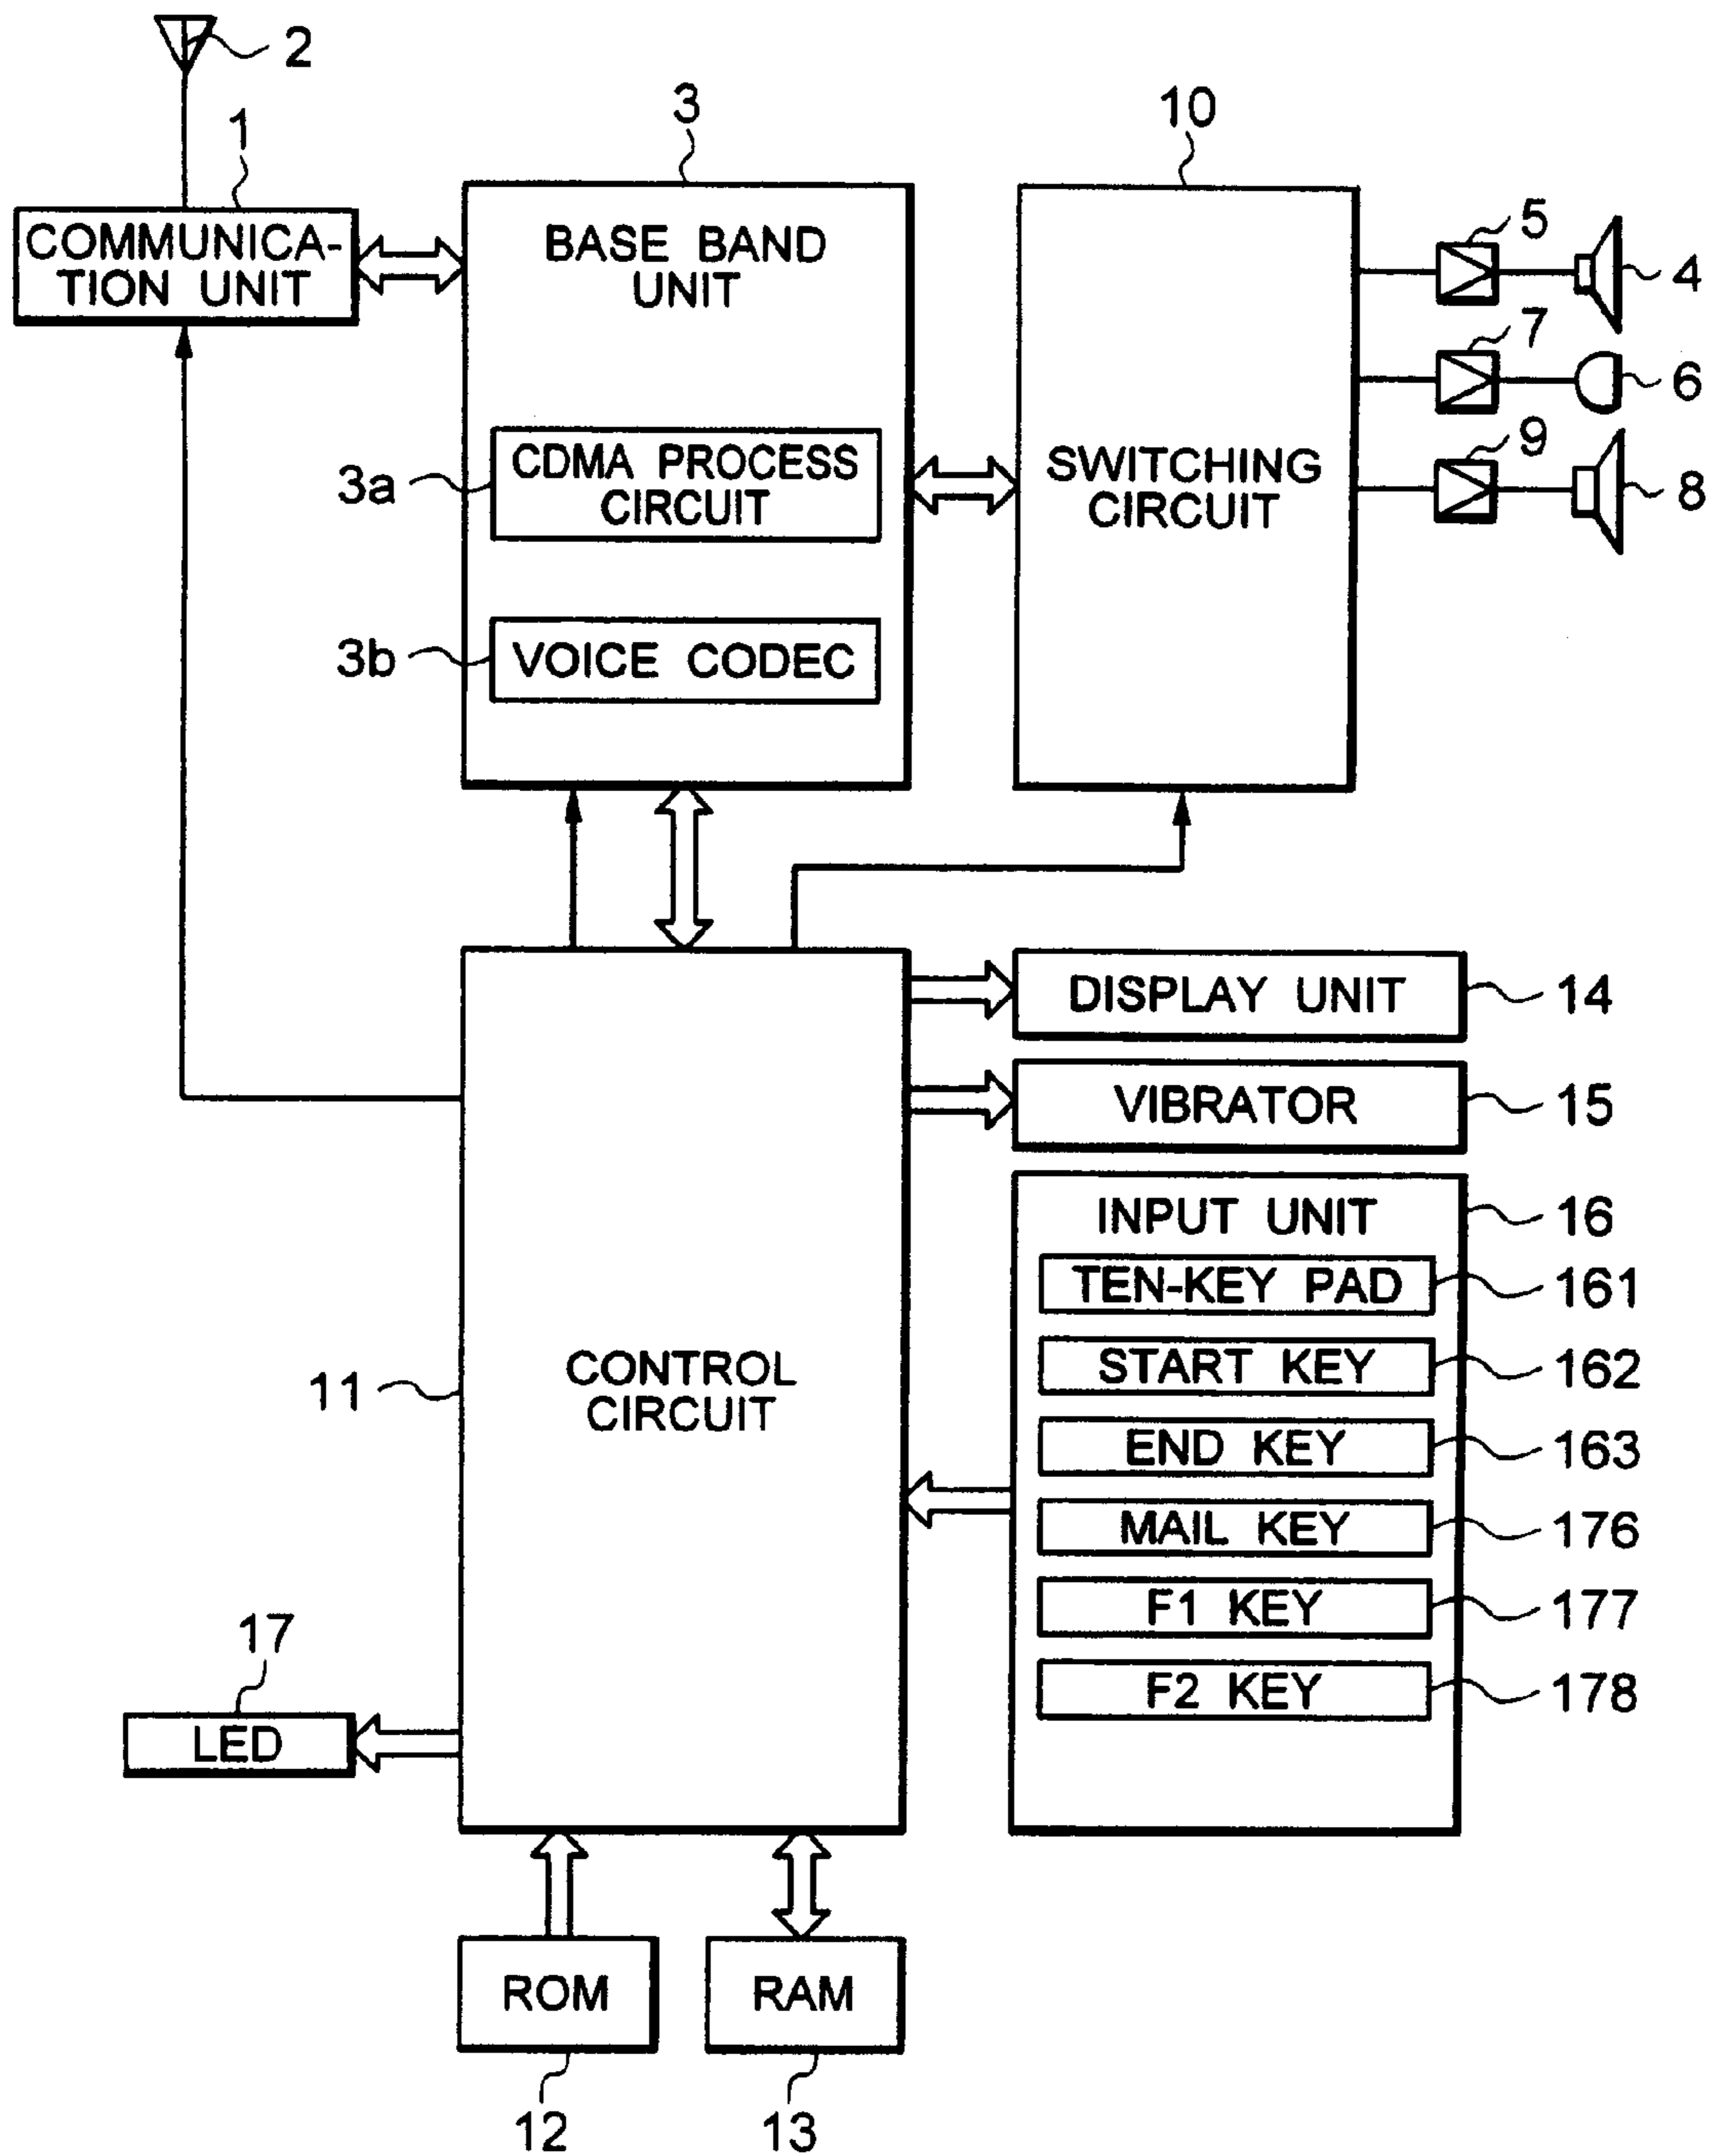 2
1
3
10
COMMUNICA-
TION UNIT
BASE BAND
UNIT
5
4
7
6
9
8
3a
CDMA PROCESS
CIRCUIT
SWITCHING
CIRCUIT
3b
VOICE CODEC
DISPLAY UNIT
14
VIBRATOR
15
INPUT UNIT
16
TEN-KEY PAD
161
START KEY
162
11
CONTROL
CIRCUIT
END KEY
163
MAIL KEY
176
F1 KEY
177
F2 KEY
178
17
LED
ROM
RAM
12
13